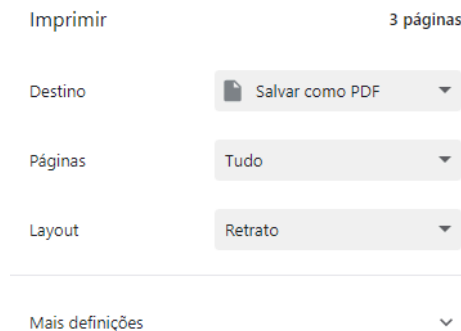 Imprimir 3 páginas
Destino Salvar como PDF
Páginas Tudo
Layout Retrato
Mais definições